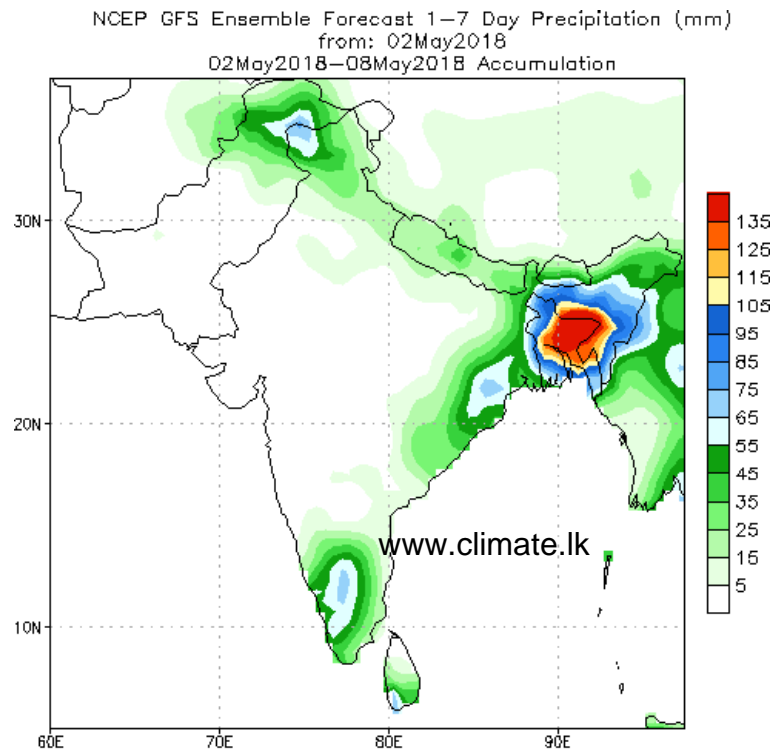 NCEP GFS Ensemble Forecast 1-7 Day Precipitation (mm)
from: 02May2018
02May2018-08May2018 Accumulation
30N
20N
10N
60E
70E
80E
90E
www.climate.lk
135
125
115
105
95
85
75
65
55
45
35
25
15
5